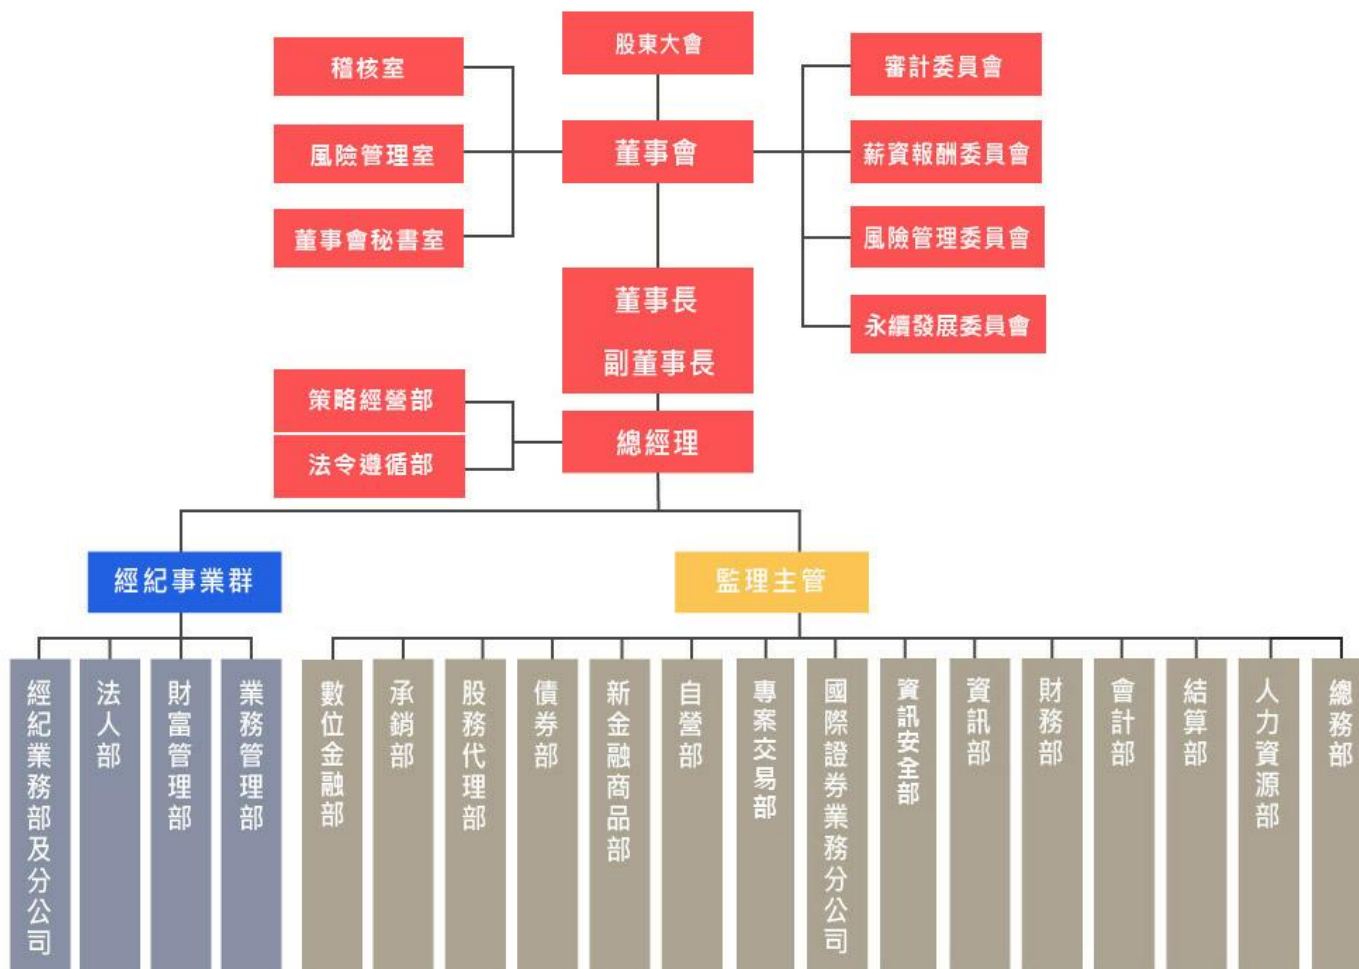 股東大會
稽核室
審計委員會
董事會
風險管理室
薪資報酬委員會
董事會秘書室
風險管理委員會
董事長
副董事長
永續發展委員會
策略經營部
總經理
法令遵循部
經紀事業群
監理主管
經紀業務部及分公司
法人部
財富管理部
業務管理部
數位金融部
承銷部
股務代理部
債券部
新金融商品部
自營部
專案交易部
國際證券業務分公司
資訊安全部
資訊部
財務部
會計部
結算部
人力資源部
總務部